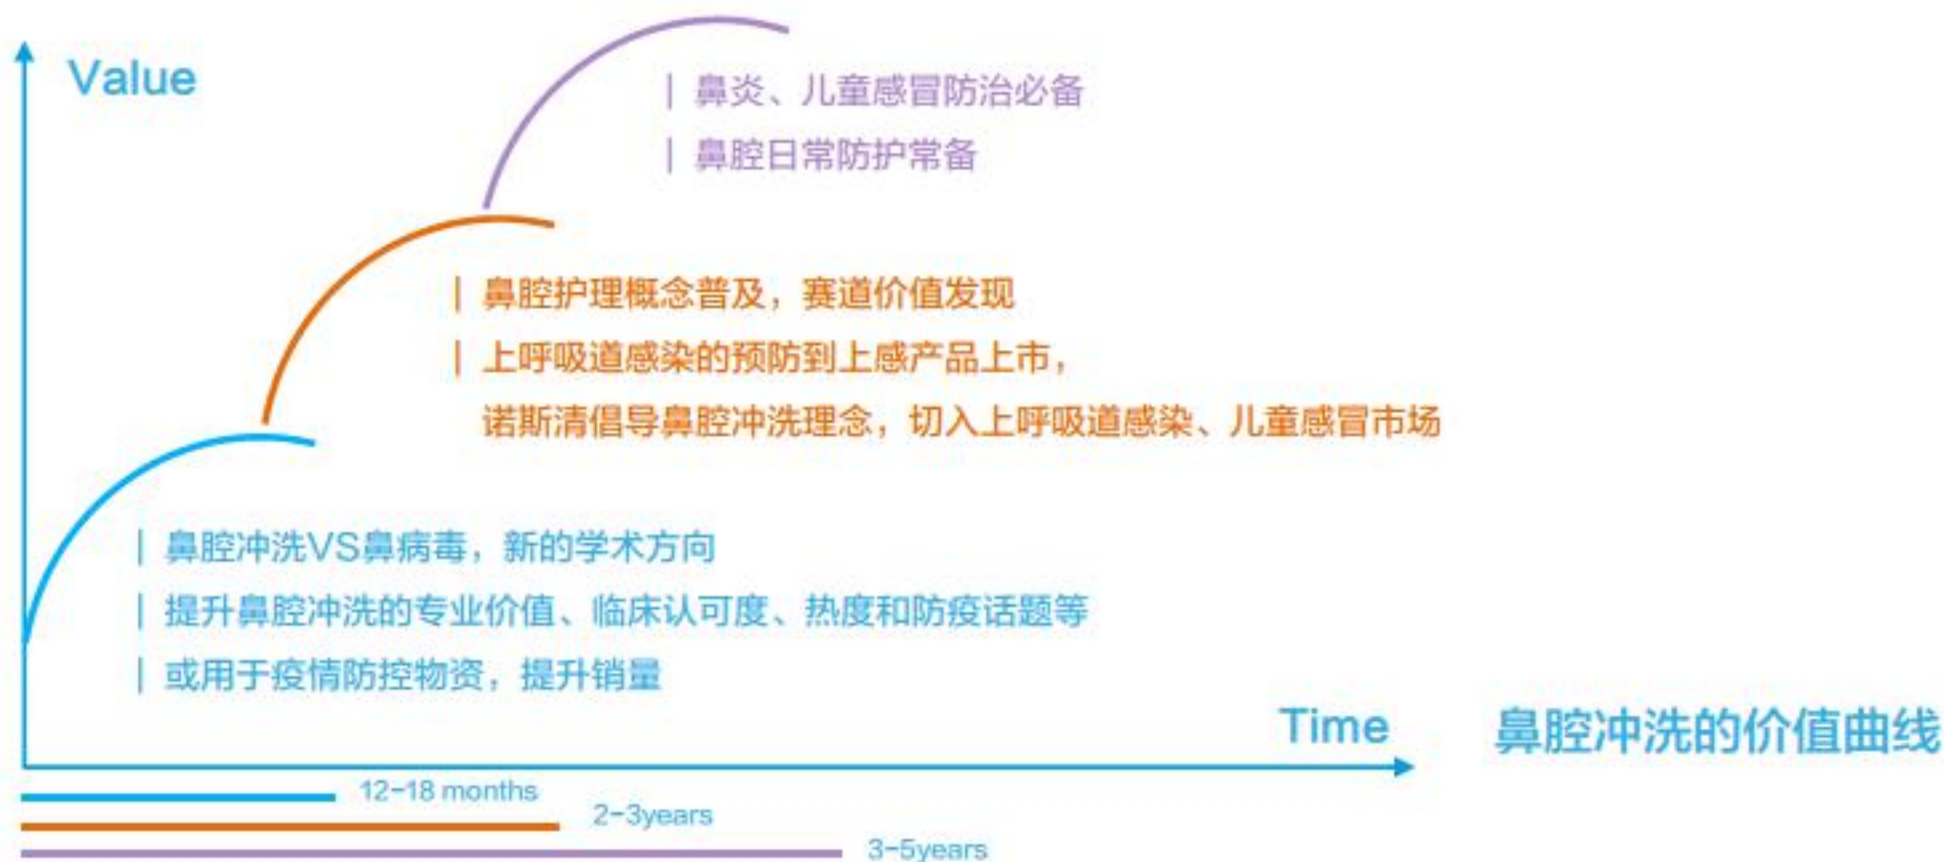 Value
| 鼻炎、儿童感冒防治必备
| 鼻腔日常防护常备
| 鼻腔护理概念普及，赛道价值发现
| 上呼吸道感染的预防到上感产品上市，
诺斯清倡导鼻腔冲洗理念，切入上呼吸道感染、儿童感冒市场
| 鼻腔冲洗VS鼻病毒，新的学术方向
| 提升鼻腔冲洗的专业价值、临床认可度、热度和防疫话题等
| 或用于疫情防控物资，提升销量
Time
鼻腔冲洗的价值曲线
12-18 months
2-3years
3-5years